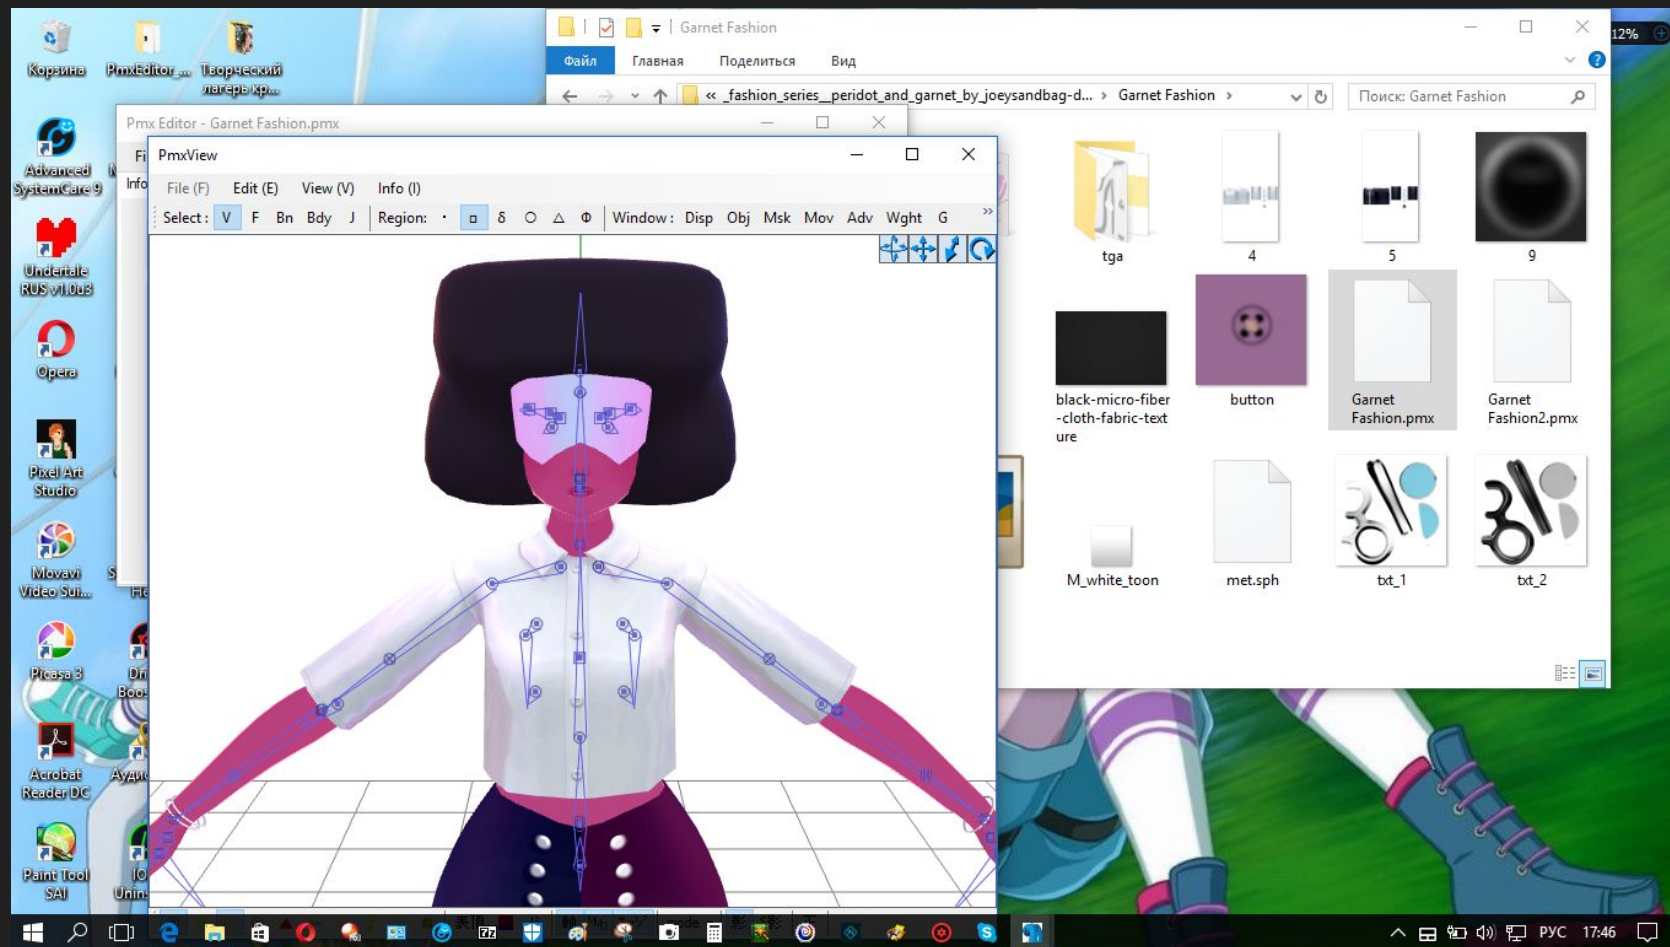 Корзина
PmxEditor_...
Творческий
лагерь кр...
Advanced
SystemCare 9
Undertale
RUS v1.0u3
Opera
Pixel Art
Studio
Movavi
Video Sui...
Picasa 3
Acrobat
Reader DC
Paint Tool
SAI
Garnet Fashion
12%
Файл
Главная
Поделиться
Вид
« _fashion_series__peridot_and_garnet_by_joeysandbag-d... › Garnet Fashion ›
Поиск: Garnet Fashion
tga
4
5
9
black-micro-fiber
-cloth-fabric-text
ure
button
Garnet
Fashion.pmx
Garnet
Fashion2.pmx
M_white_toon
met.sph
txt_1
txt_2
Pmx Editor - Garnet Fashion.pmx
Fi
Info
PmxView
File (F) Edit (E) View (V) Info (I)
Select : V F Bn Bdy J Region: Window : Disp Obj Msk Mov Adv Wght G »
РУС 17:46